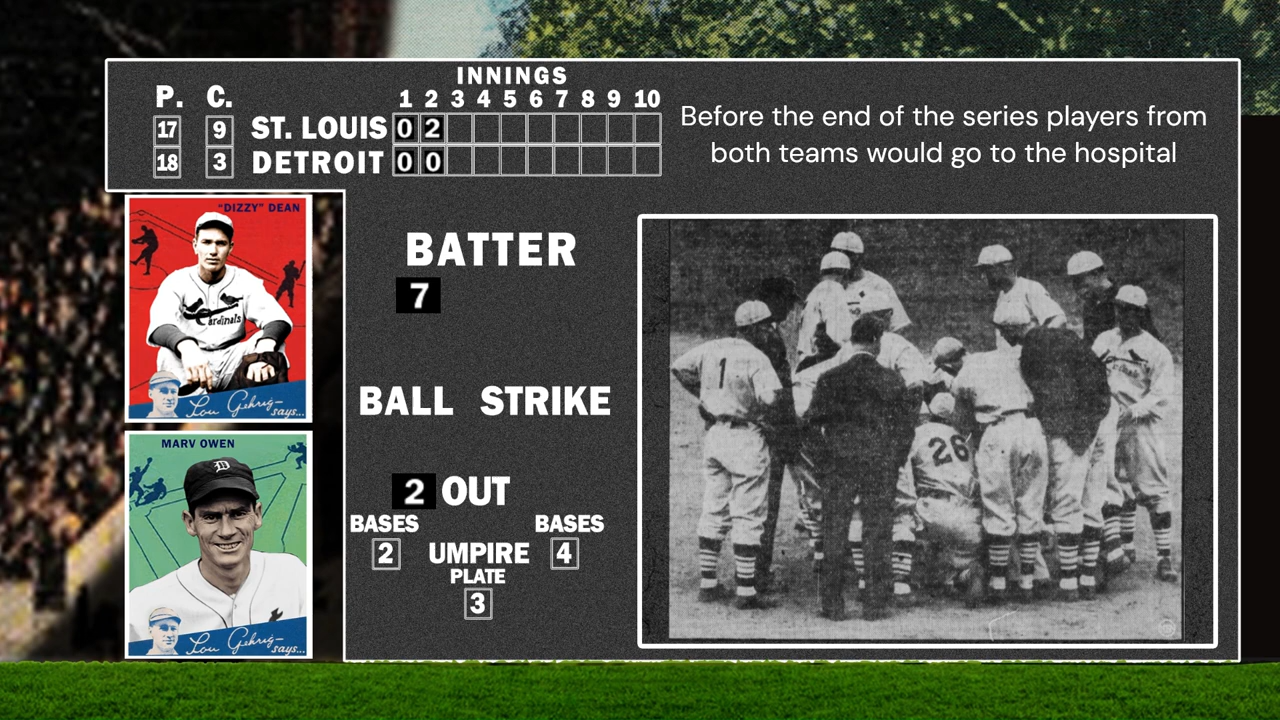 INNINGS
P. C. 1 2 3 4 5 6 7 8 9 10
17 9 ST. LOUIS 0 2
18 3 DETROIT 0 0
Before the end of the series players from
both teams would go to the hospital
"DIZZY" DEAN
Cardinals
Lou Gehrig-
says...
MARV OWEN
D
Lou Gehrig-
says...
BATTER
7
BALL STRIKE
2 OUT
BASES BASES
2 UMPIRE 4
PLATE
3
1
26